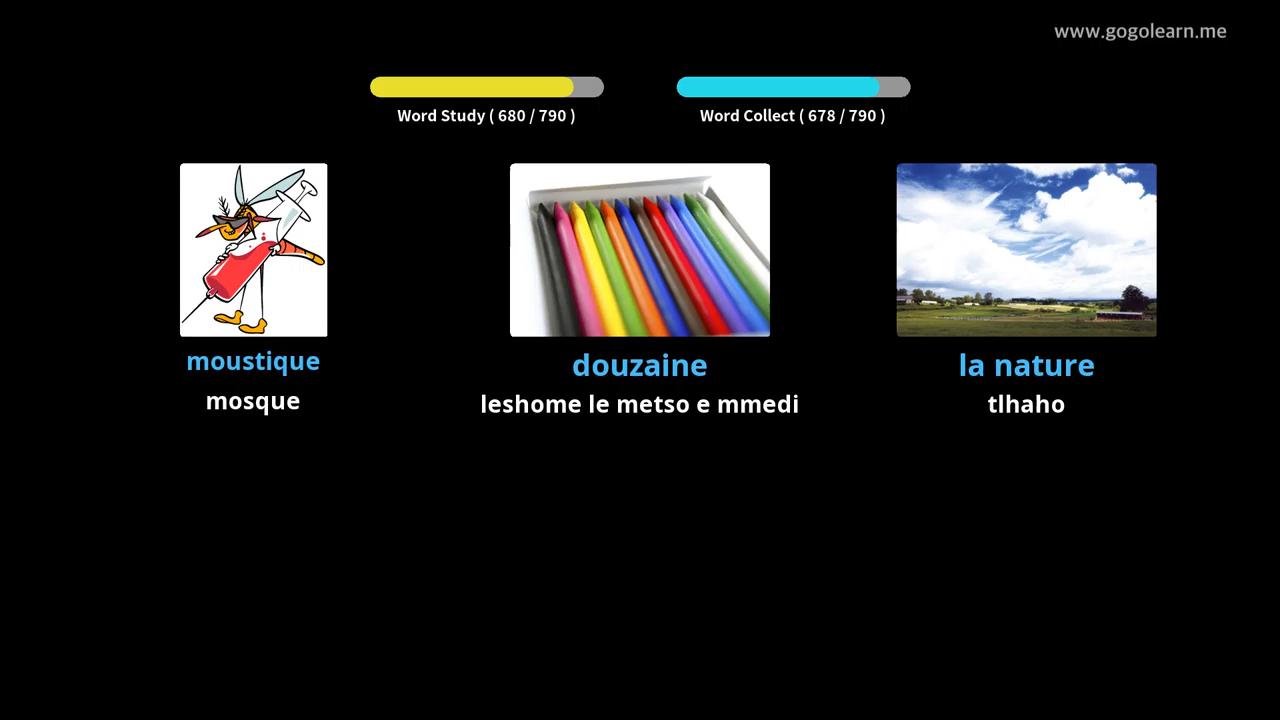 www.gogolearn.me
Word Study ( 680 / 790 )
Word Collect ( 678 / 790 )
moustique
mosque
douzaine
leshome le metso e mmedi
la nature
tlhaho